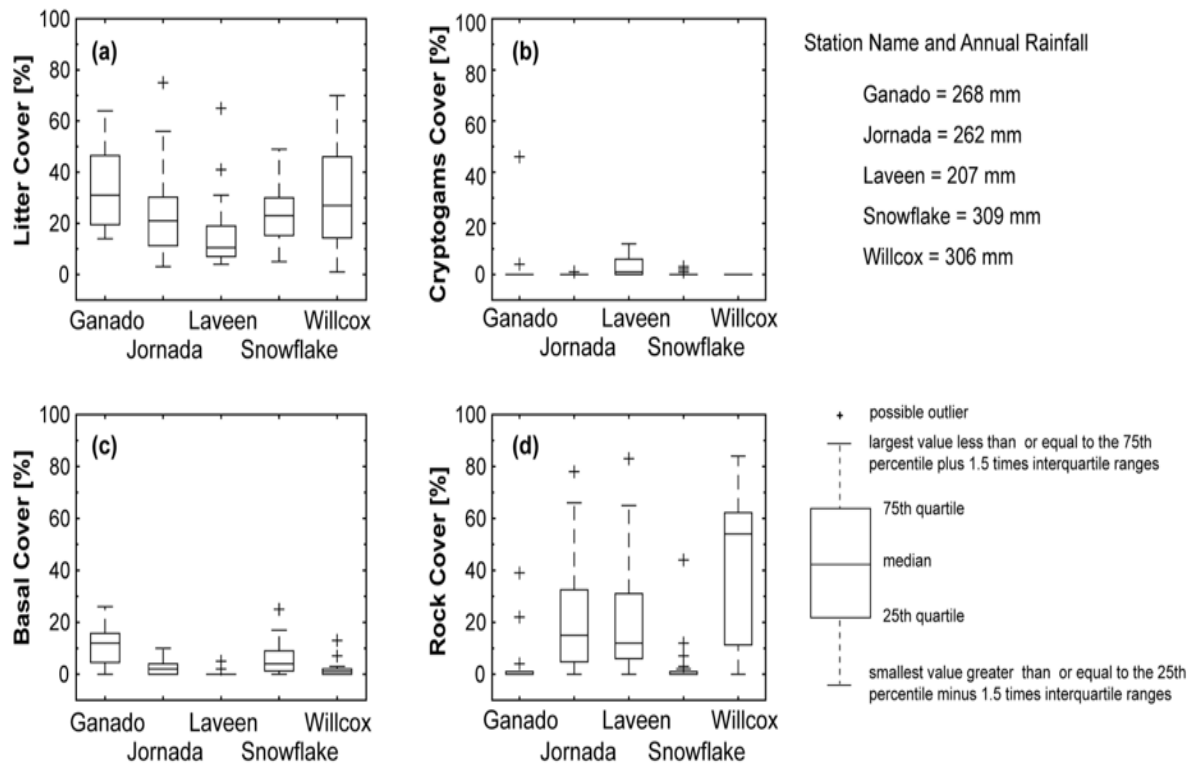 (a)
Litter Cover [%]
100
80
60
40
20
0
Ganado
Jornada
Laveen
Snowflake
Willcox
(b)
Cryptogams Cover [%]
100
80
60
40
20
0
Ganado
Jornada
Laveen
Snowflake
Willcox
Station Name and Annual Rainfall
Ganado = 268 mm
Jornada = 262 mm
Laveen = 207 mm
Snowflake = 309 mm
Willcox = 306 mm
(c)
Basal Cover [%]
100
80
60
40
20
0
Ganado
Jornada
Laveen
Snowflake
Willcox
(d)
Rock Cover [%]
100
80
60
40
20
0
Ganado
Jornada
Laveen
Snowflake
Willcox
+ possible outlier
largest value less than or equal to the 75th
percentile plus 1.5 times interquartile ranges
75th quartile
median
25th quartile
smallest value greater than or equal to the 25th
percentile minus 1.5 times interquartile ranges